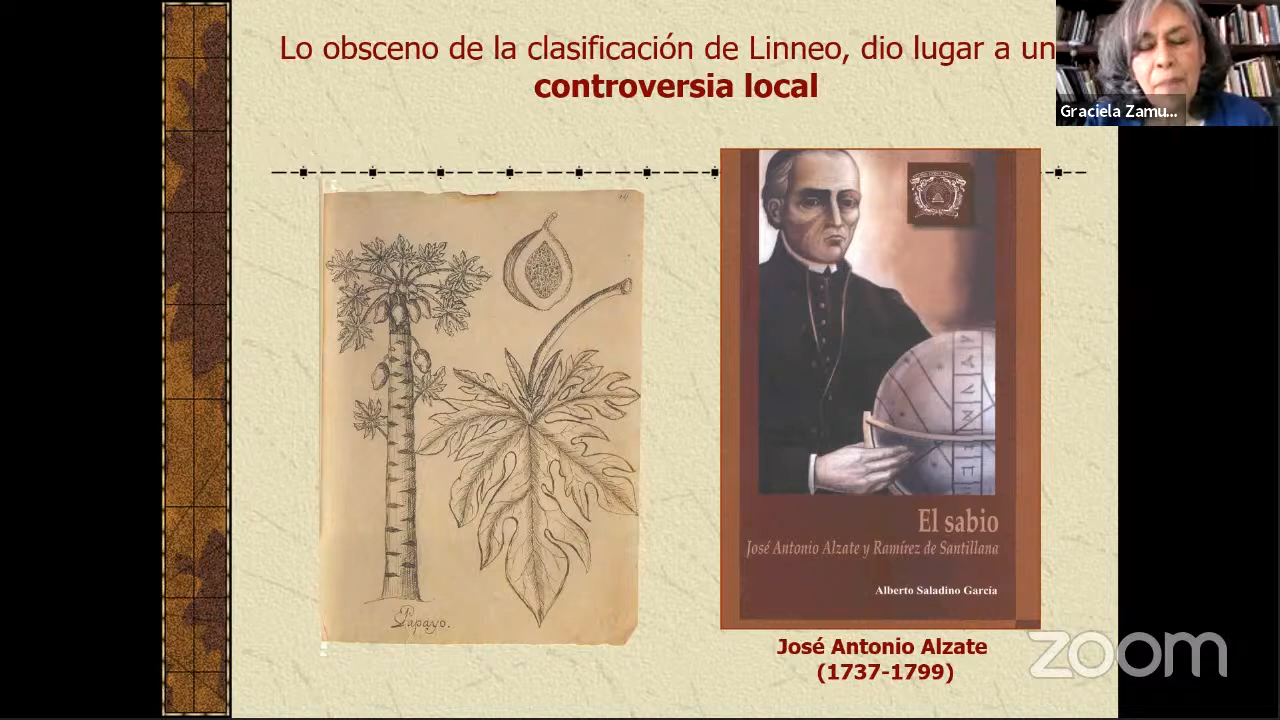 Lo obsceno de la clasificación de Linneo, dio lugar a un
controversia local
Graciela Zamu...
Papayo.
El sabio
José Antonio Alzate y Ramírez de Santillana
Alberto Saladino García
José Antonio Alzate
(1737-1799)
zoom